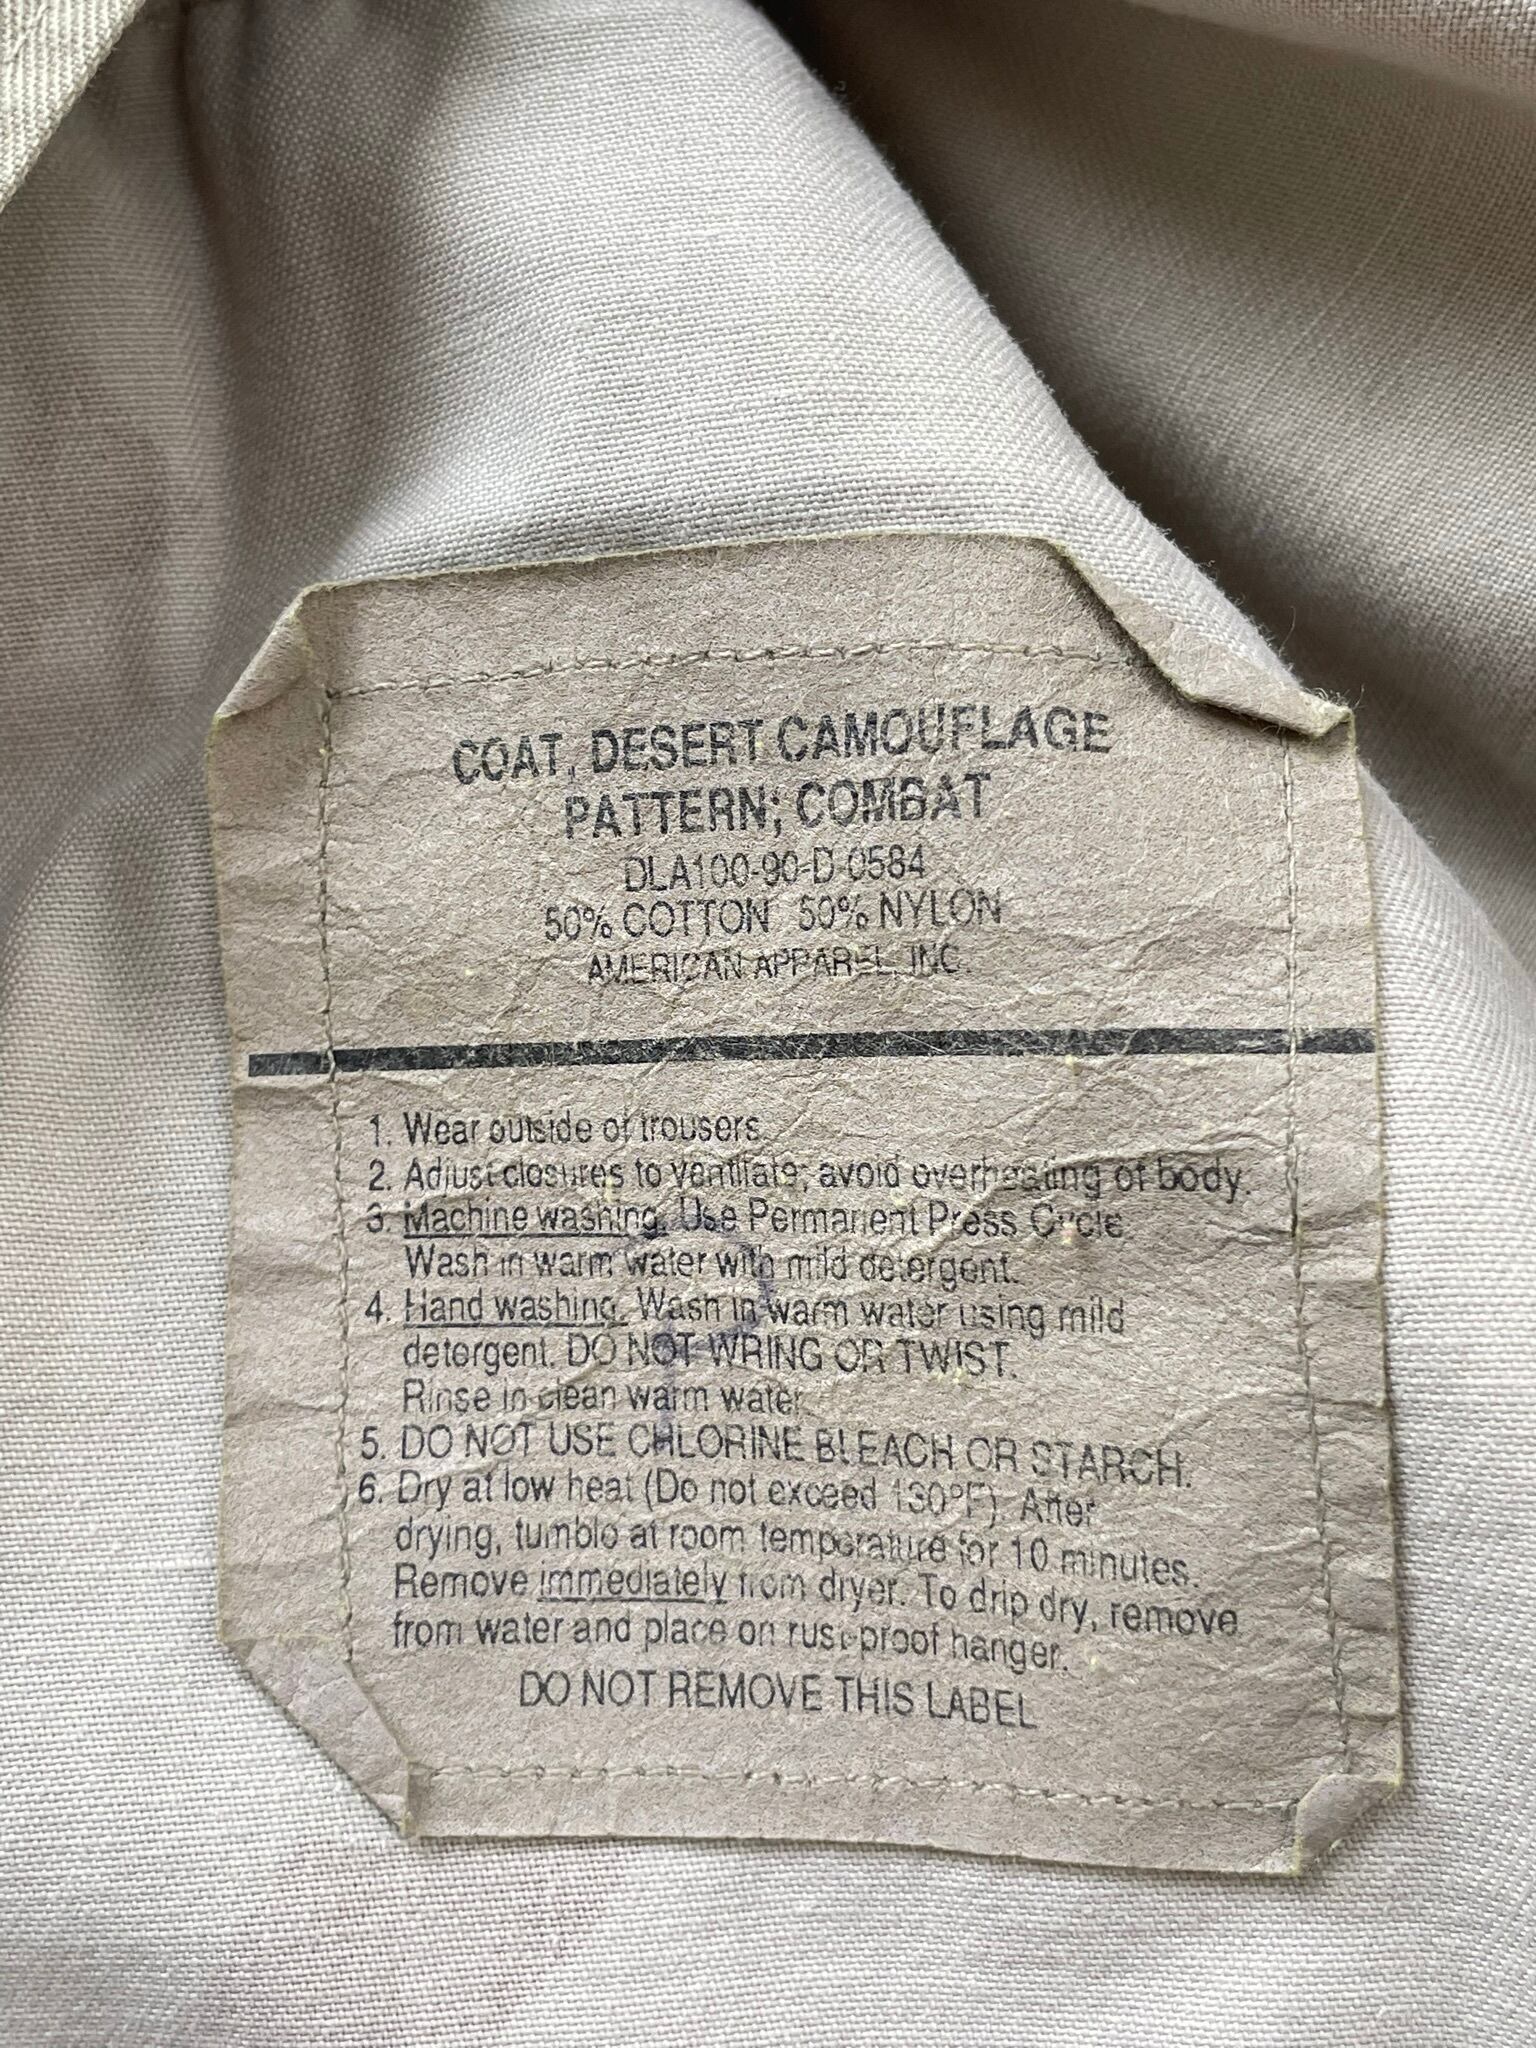 COAT, DESERT CAMOUFLAGE
PATTERN; COMBAT
DLA100-90-D-0584
50% COTTON 50% NYLON
AMERICAN APPAREL, INC.
1. Wear outside of trousers
2. Adjust closures to ventilate; avoid overheating of body.
3. Machine washing. Use Permanent Press Cycle
Wash in warm water with mild detergent.
4. Hand washing. Wash in warm water using mild
detergent. DO NOT WRING OR TWIST.
Rinse in clean warm water.
5. DO NOT USE CHLORINE BLEACH OR STARCH.
6. Dry at low heat (Do not exceed 130°F). After
drying, tumble at room temperature for 10 minutes.
Remove immediately from dryer. To drip dry, remove
from water and place on rust-proof hanger.
DO NOT REMOVE THIS LABEL